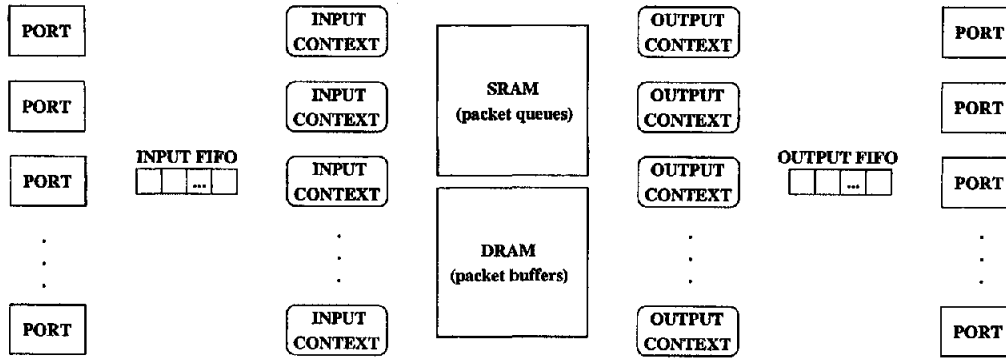 PORT
INPUT
CONTEXT
OUTPUT
CONTEXT
PORT
SRAM
(packet queues)
PORT
INPUT
CONTEXT
OUTPUT
CONTEXT
PORT
INPUT FIFO
...
PORT
INPUT
CONTEXT
OUTPUT
CONTEXT
OUTPUT FIFO
...
PORT
DRAM
(packet buffers)
PORT
INPUT
CONTEXT
OUTPUT
CONTEXT
PORT